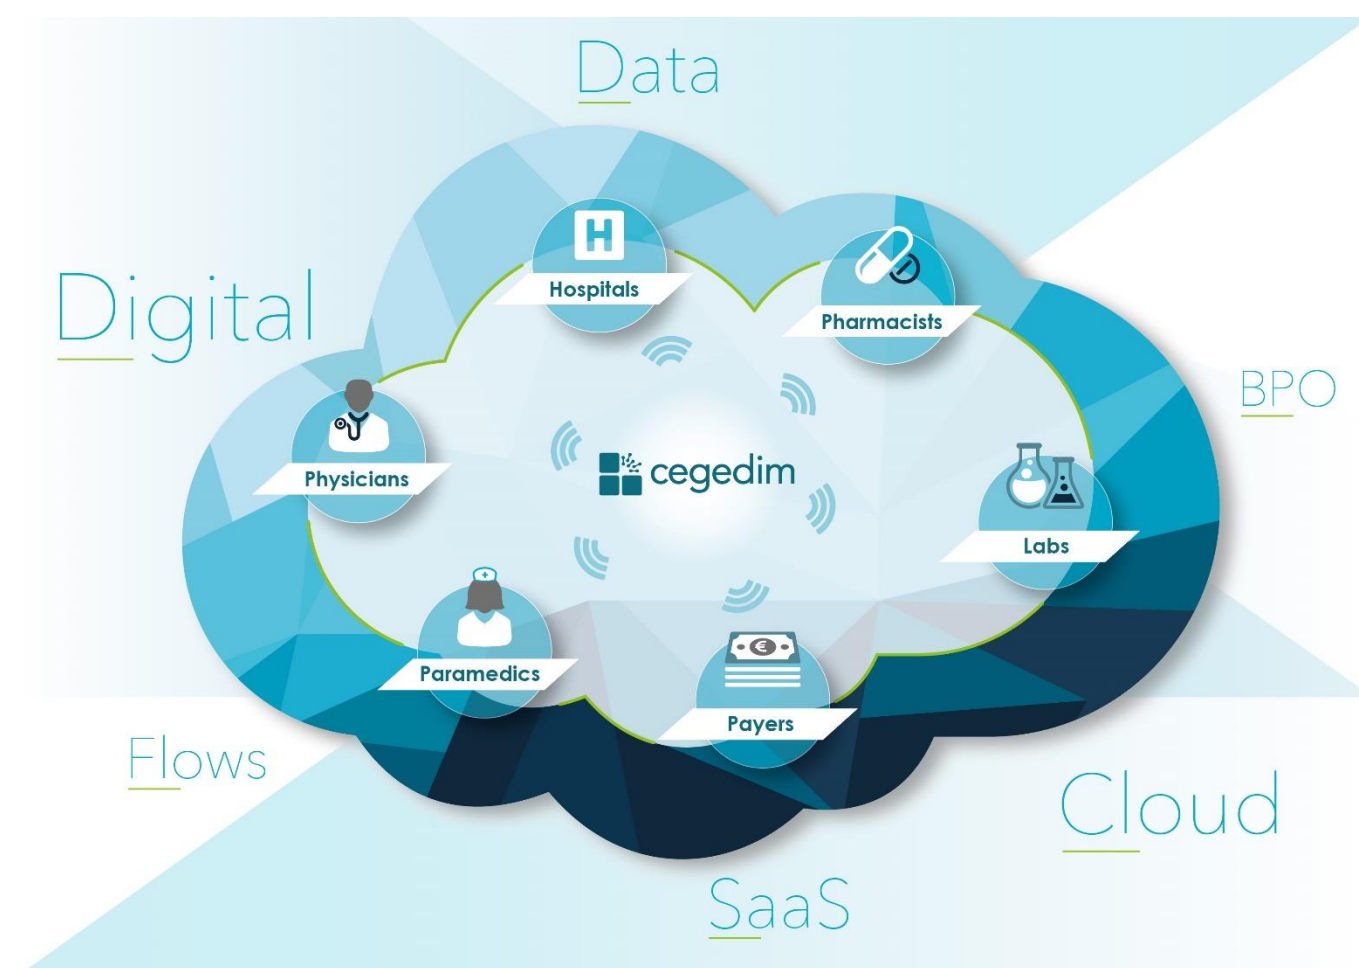 Data
H
Hospitals
Digital
Pharmacists
BPO
Physicians
cegedim
Labs
Paramedics
€
Payers
Flows
Cloud
SaaS